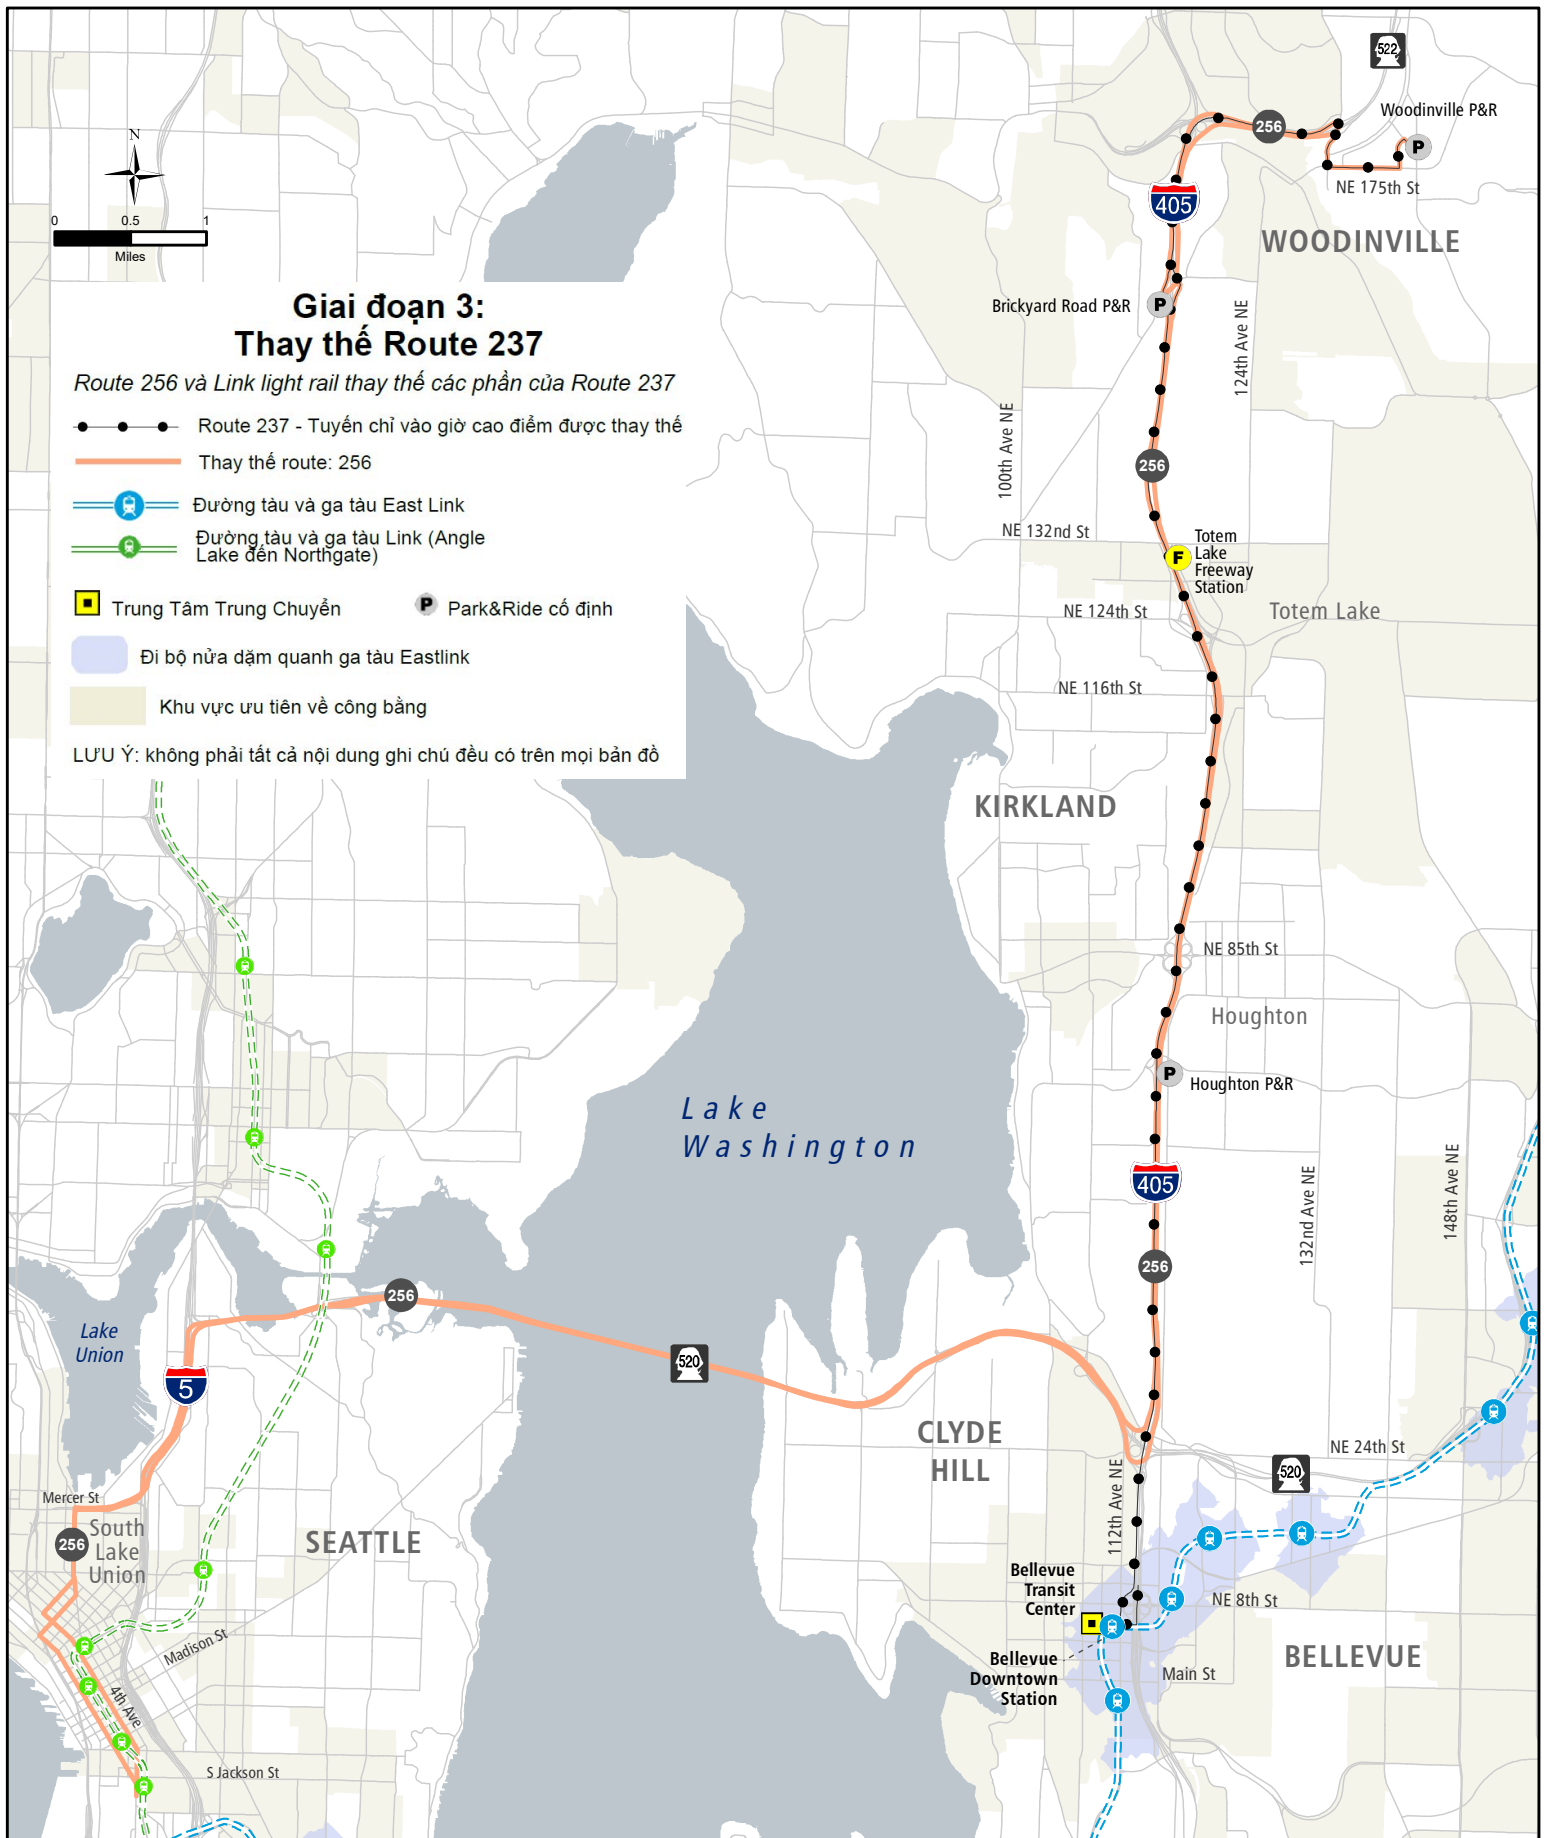 522
Woodinville P&R
256
P
NE 175th St
N
405
WOODINVILLE
0 0.5 1
Miles
Giai đoạn 3:
Thay thế Route 237
Route 256 và Link light rail thay thế các phần của Route 237
Route 237 - Tuyến chỉ vào giờ cao điểm được thay thế
Thay thế route: 256
Đường tàu và ga tàu East Link
Đường tàu và ga tàu Link (Angle
Lake đến Northgate)
Trung Tâm Trung Chuyển
P Park&Ride cố định
Đi bộ nửa dặm quanh ga tàu Eastlink
Khu vực ưu tiên về công bằng
LƯU Ý: không phải tất cả nội dung ghi chú đều có trên mọi bản đồ
Brickyard Road P&R
P
124th Ave NE
100th Ave NE
256
NE 132nd St
F
Totem
Lake
Freeway
Station
NE 124th St
Totem Lake
NE 116th St
KIRKLAND
NE 85th St
Houghton
P
Houghton P&R
Lake
Washington
405
132nd Ave NE
148th Ave NE
256
256
Lake
Union
5
520
CLYDE
HILL
NE 24th St
520
112th Ave NE
Mercer St
256
South
Lake
Union
SEATTLE
Bellevue
Transit
Center
NE 8th St
Madison St
Bellevue
Downtown
Station
BELLEVUE
Main St
4th Ave
S Jackson St